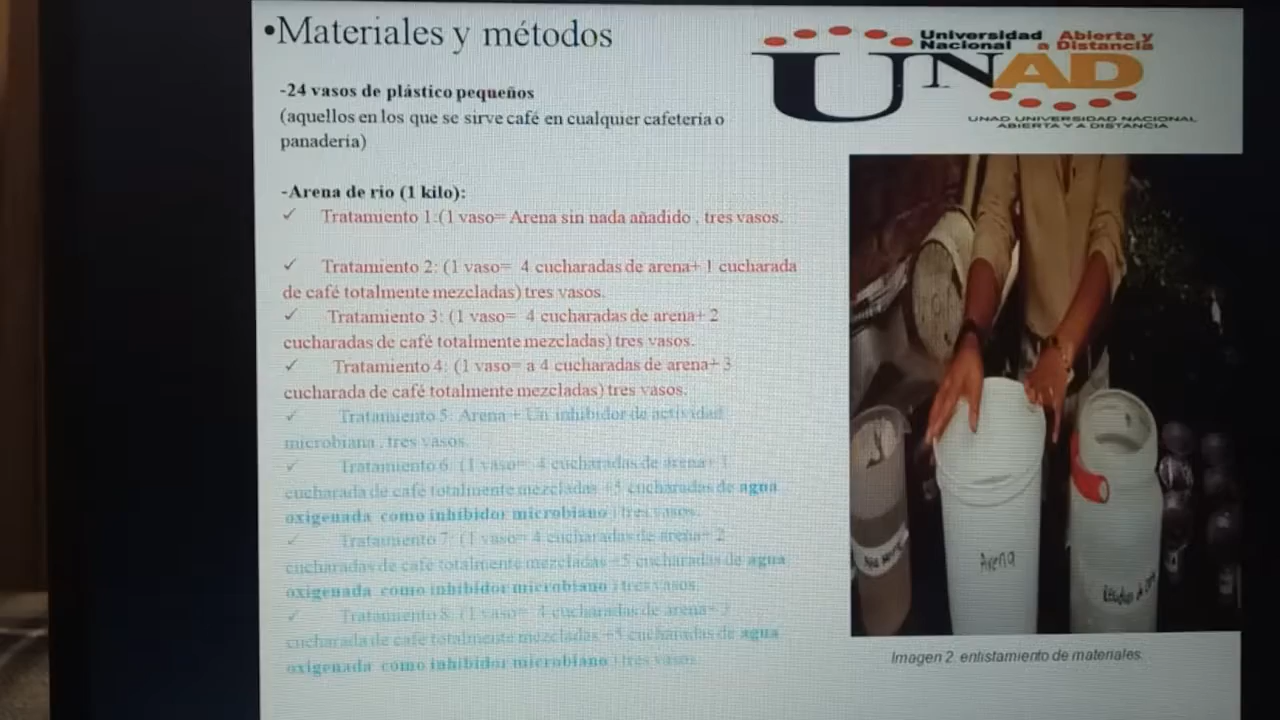 •Materiales y métodos
Universidad Abierta y
Nacional a Distancia
UNAD
UNAD UNIVERSIDAD NACIONAL
ABIERTA Y A DISTANCIA
-24 vasos de plástico pequeños
(aquellos en los que se sirve café en cualquier cafetería o
panadería)
-Arena de rio (1 kilo):
✓ Tratamiento 1:(1 vaso= Arena sin nada añadido , tres vasos.
✓ Tratamiento 2: (1 vaso= 4 cucharadas de arena+ 1 cucharada
de café totalmente mezcladas) tres vasos.
✓ Tratamiento 3: (1 vaso= 4 cucharadas de arena+ 2
cucharadas de café totalmente mezcladas) tres vasos.
✓ Tratamiento 4: (1 vaso= a 4 cucharadas de arena+ 3
cucharada de café totalmente mezcladas) tres vasos.
✓ Tratamiento 5: Arena + Un inhibidor de actividad
microbiana , tres vasos.
✓ Tratamiento 6: (1 vaso= 4 cucharadas de arena+ 1
cucharada de café totalmente mezcladas +5 cucharadas de agua
oxigenada como inhibidor microbiano ) tres vasos.
✓ Tratamiento 7: (1 vaso= 4 cucharadas de arena+ 2
cucharadas de café totalmente mezcladas +5 cucharadas de agua
oxigenada como inhibidor microbiano ) tres vasos.
✓ Tratamiento 8: (1 vaso= 4 cucharadas de arena+ 3
cucharada de café totalmente mezcladas +5 cucharadas de agua
oxigenada como inhibidor microbiano ) tres vasos.
Arena
Imagen 2. entistamiento de materiales.